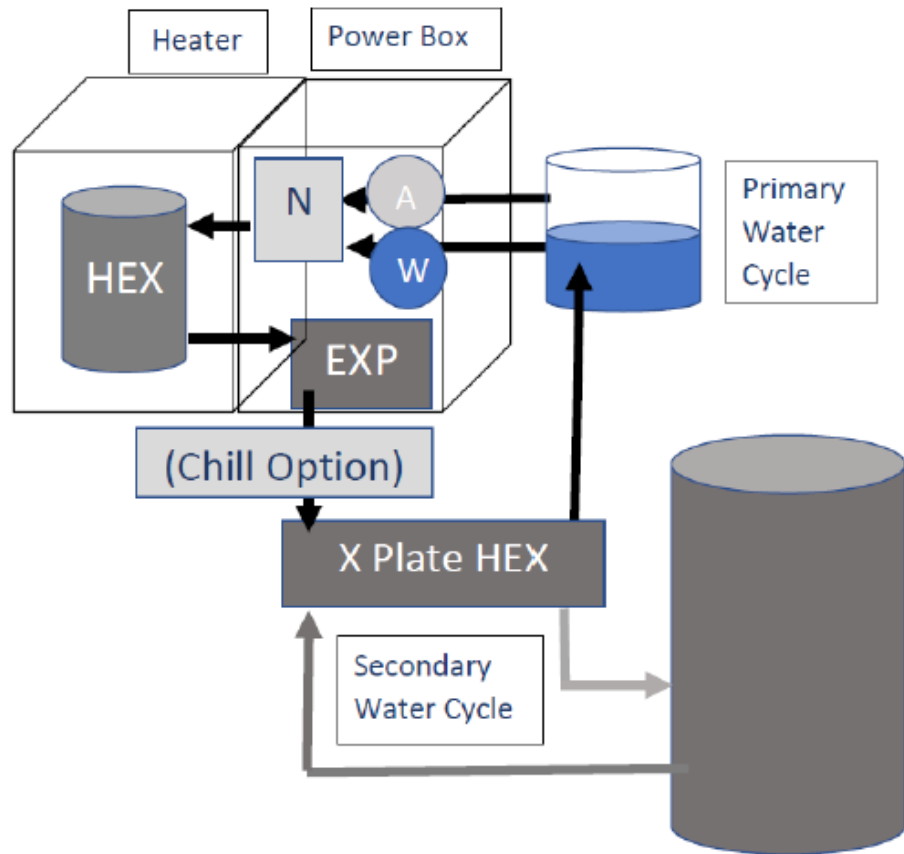 Heater
Power Box
N
A
W
HEX
EXP
Primary
Water
Cycle
(Chill Option)
X Plate HEX
Secondary
Water Cycle